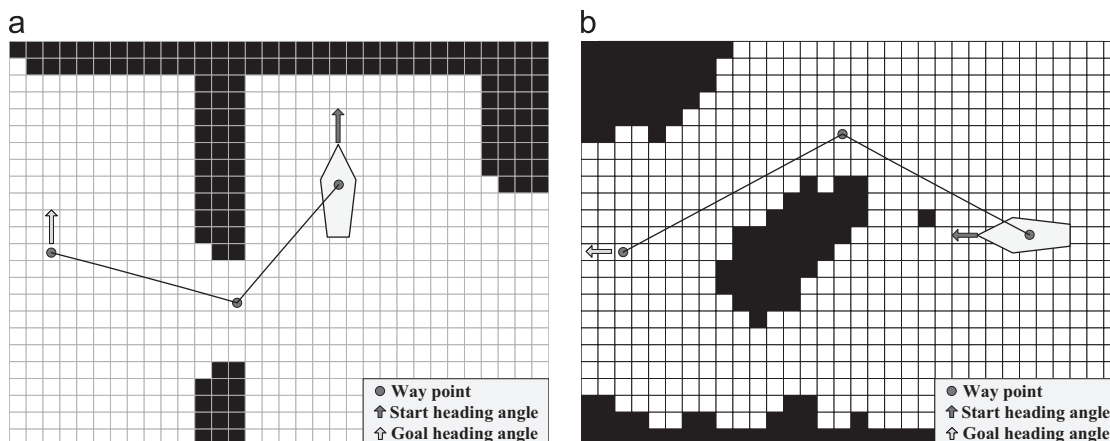 a
b
Way point
Start heading angle
Goal heading angle
Way point
Start heading angle
Goal heading angle